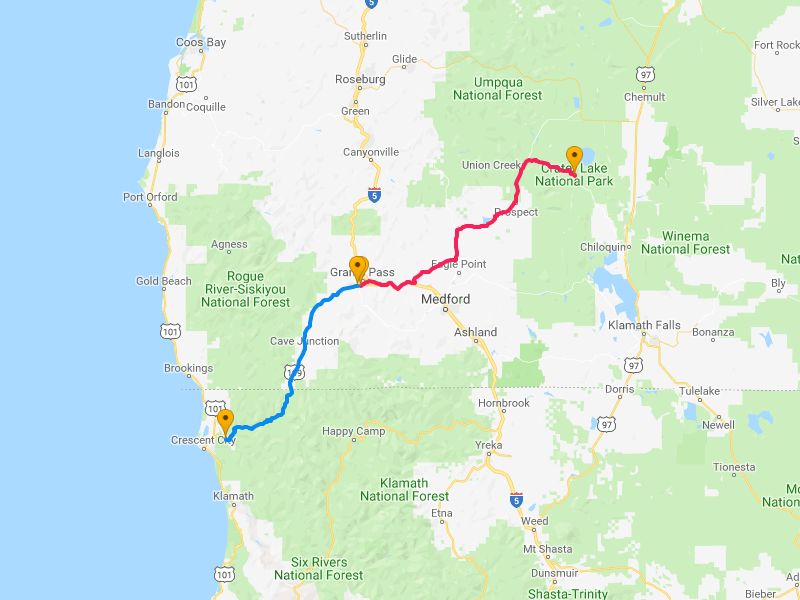 5
Coos Bay
Sutherlin
Glide
Fort Rock
101
Roseburg
97
Umpqua
National Forest
Chemult
Bandon
Coquille
Green
Silver Lake
Langlois
Canyonville
Union Creek
Crater Lake
National Park
5
Port Orford
Prospect
Agness
Chiloquin
Winema
National Forest
Eagle Point
Rogue
River-Siskiyou
National Forest
Grants Pass
Gold Beach
Bly
Medford
101
Klamath Falls
Bonanza
Ashland
Cave Junction
Brookings
199
97
Dorris
Tulelake
101
Hornbrook
Newell
97
Crescent City
Happy Camp
Yreka
Tionesta
Klamath
National Forest
Klamath
5
Etna
Weed
Mt Shasta
Six Rivers
National Forest
101
Dunsmuir
Shasta-Trinity
Bieber